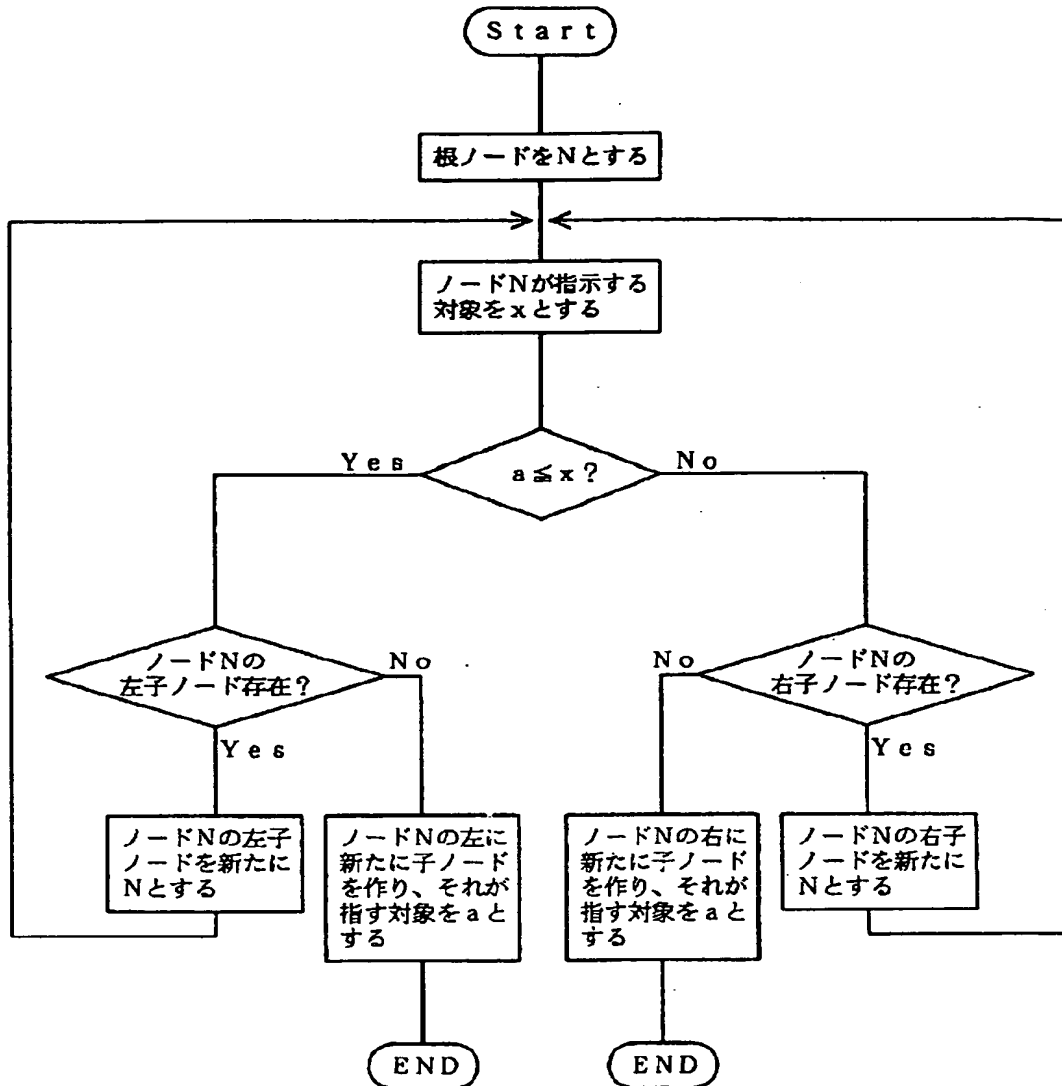 Start
根ノードをNとする
ノードNが指示する
対象をxとする
Yes
a≦x?
No
ノードNの
左子ノード存在?
No
Yes
No
ノードNの
右子ノード存在?
Yes
ノードNの左子
ノードを新たに
Nとする
ノードNの左に
新たに子ノード
を作り、それが
指す対象をaと
する
ノードNの右に
新たに子ノード
を作り、それが
指す対象をaと
する
ノードNの右子
ノードを新たに
Nとする
END
END